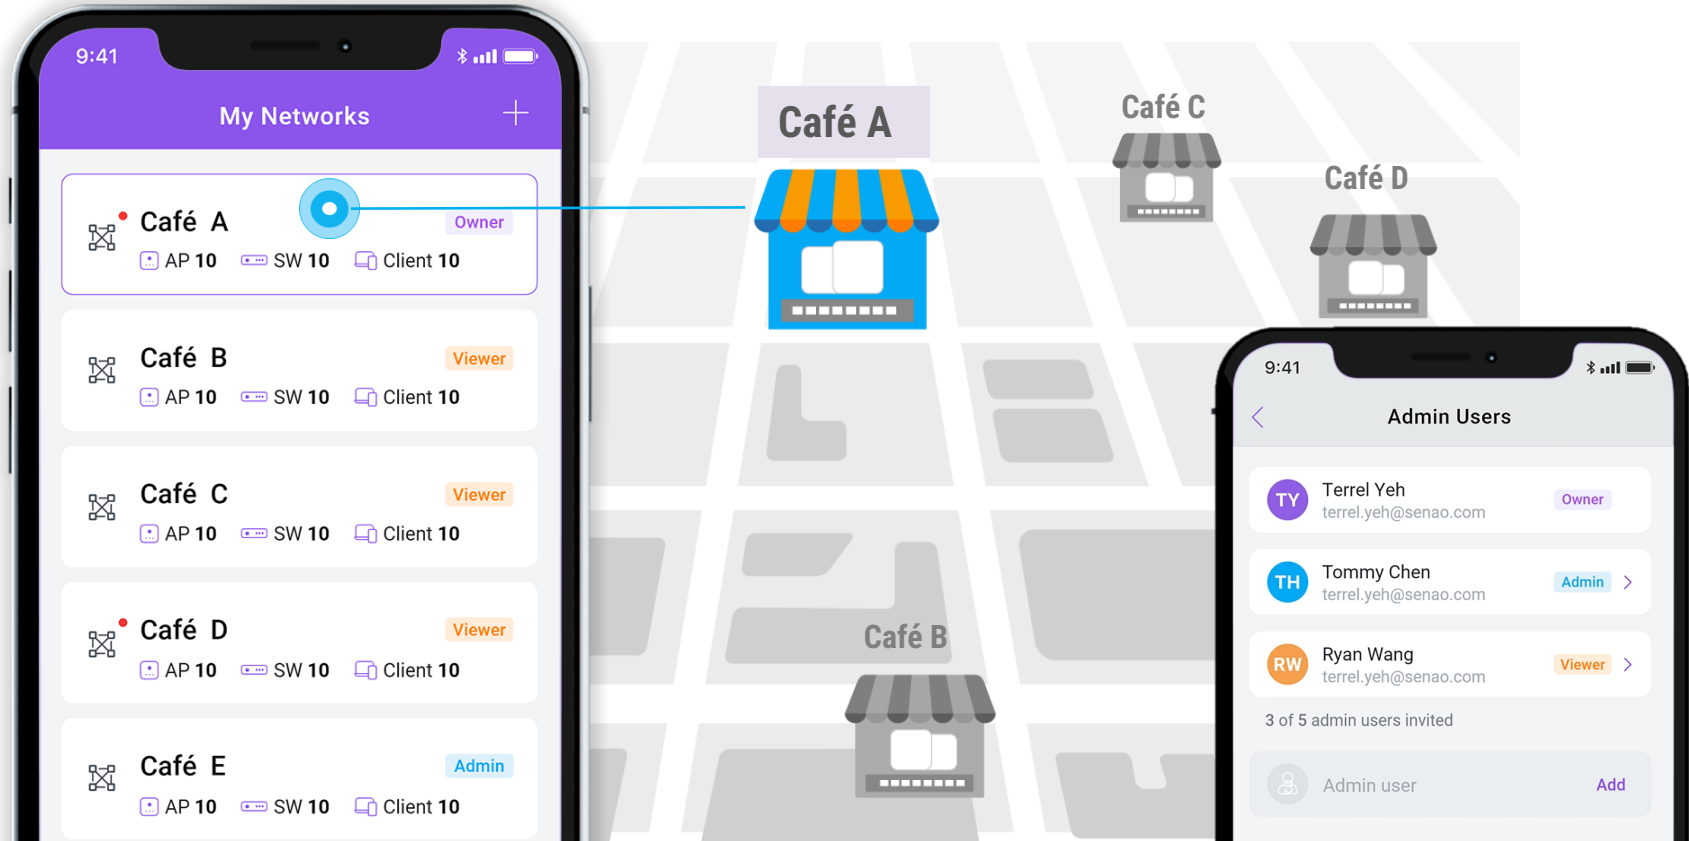 9:41
My Networks
Café A
Owner
AP 10 SW 10 Client 10
Café B
Viewer
AP 10 SW 10 Client 10
Café C
Viewer
AP 10 SW 10 Client 10
Café D
Viewer
AP 10 SW 10 Client 10
Café E
Admin
AP 10 SW 10 Client 10
Café A
Café C
Café D
Café B
9:41
Admin Users
TY
Terrel Yeh
terrel.yeh@senao.com
Owner
TH
Tommy Chen
terrel.yeh@senao.com
Admin
RW
Ryan Wang
terrel.yeh@senao.com
Viewer
3 of 5 admin users invited
Admin user
Add